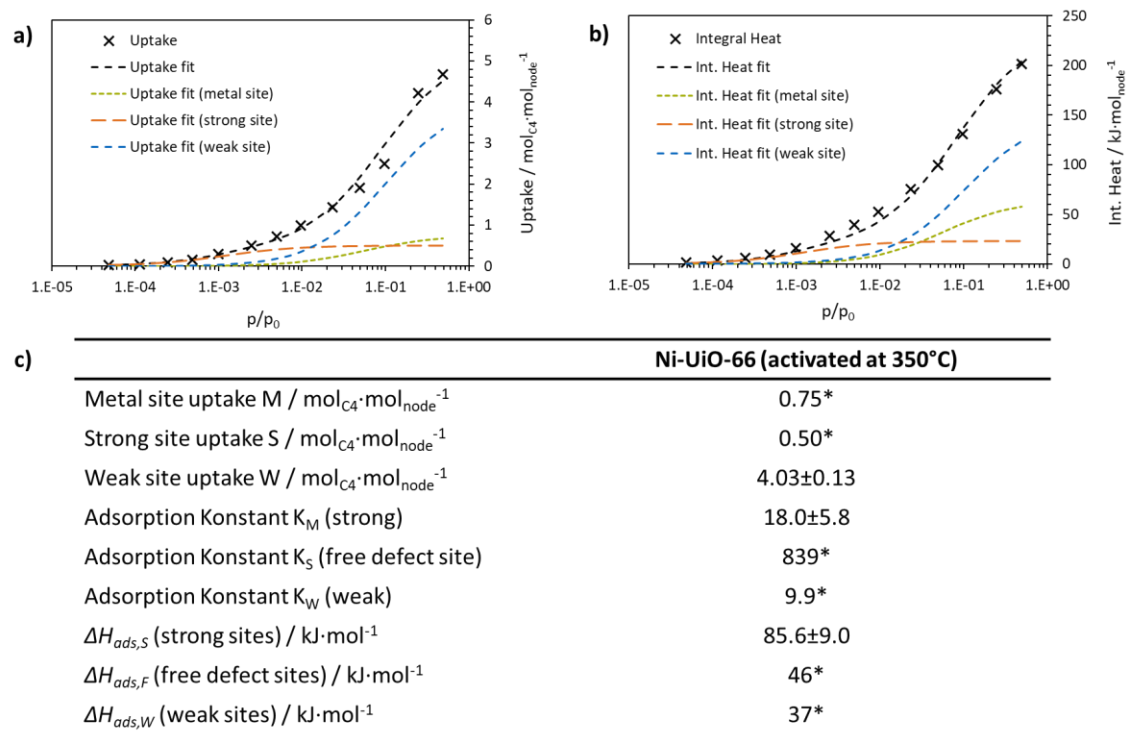 a)
Uptake
Uptake fit
Uptake fit (metal site)
Uptake fit (strong site)
Uptake fit (weak site)
6
5
4
3
2
1
0
Uptake / mol_C4·mol_node^-1
1.E-05 1.E-04 1.E-03 1.E-02 1.E-01 1.E+00
p/p₀
b)
Integral Heat
Int. Heat fit
Int. Heat fit (metal site)
Int. Heat fit (strong site)
Int. Heat fit (weak site)
250
200
150
100
50
0
Int. Heat / kJ·mol_node^-1
1.E-05 1.E-04 1.E-03 1.E-02 1.E-01 1.E+00
p/p₀
c)
Ni-UiO-66 (activated at 350°C)
Metal site uptake M / mol_C4·mol_node^-1 0.75*
Strong site uptake S / mol_C4·mol_node^-1 0.50*
Weak site uptake W / mol_C4·mol_node^-1 4.03±0.13
Adsorption Konstant K_M (strong) 18.0±5.8
Adsorption Konstant K_S (free defect site) 839*
Adsorption Konstant K_W (weak) 9.9*
ΔH_ads,S (strong sites) / kJ·mol^-1 85.6±9.0
ΔH_ads,F (free defect sites) / kJ·mol^-1 46*
ΔH_ads,W (weak sites) / kJ·mol^-1 37*